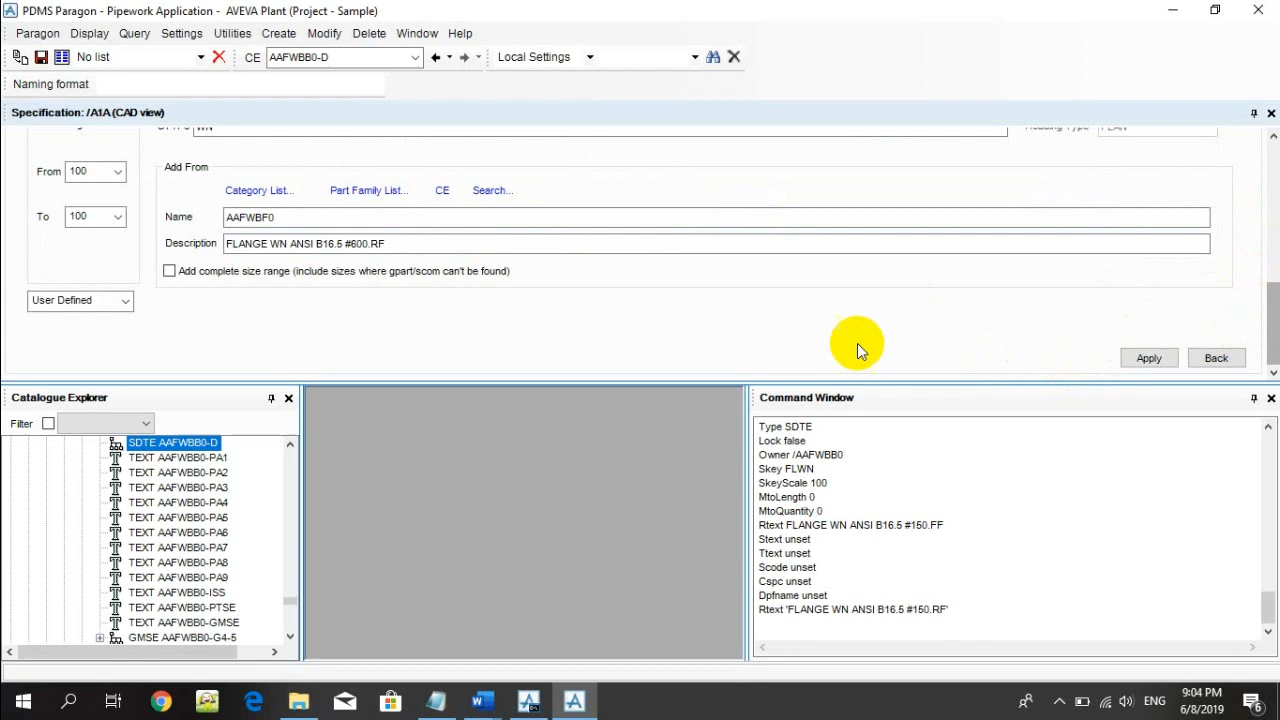 PDMS Paragon - Pipework Application - AVEVA Plant (Project - Sample)
Paragon Display Query Settings Utilities Create Modify Delete Window Help
No list CE AAFWBB0-D Local Settings
Naming format
Specification: /A1A (CAD view)
WN
From 100
To 100
Add From
Category List... Part Family List... CE Search...
Name AAFWBF0
Description FLANGE WN ANSI B16.5 #600.RF
Add complete size range (include sizes where gpart/scom can't be found)
User Defined
Apply Back
Catalogue Explorer
Filter
SDTE AAFWBB0-D
TEXT AAFWBB0-PA1
TEXT AAFWBB0-PA2
TEXT AAFWBB0-PA3
TEXT AAFWBB0-PA4
TEXT AAFWBB0-PA5
TEXT AAFWBB0-PA6
TEXT AAFWBB0-PA7
TEXT AAFWBB0-PA8
TEXT AAFWBB0-PA9
TEXT AAFWBB0-ISS
TEXT AAFWBB0-PTSE
TEXT AAFWBB0-GMSE
GMSE AAFWBB0-G4-5
Command Window
Type SDTE
Lock false
Owner /AAFWBB0
Skey FLWN
SkeyScale 100
MtoLength 0
MtoQuantity 0
Rtext FLANGE WN ANSI B16.5 #150.FF
Stext unset
Ttext unset
Scode unset
Cspc unset
Dpfname unset
Rtext 'FLANGE WN ANSI B16.5 #150.RF'
ENG
9:04 PM
6/8/2019
6